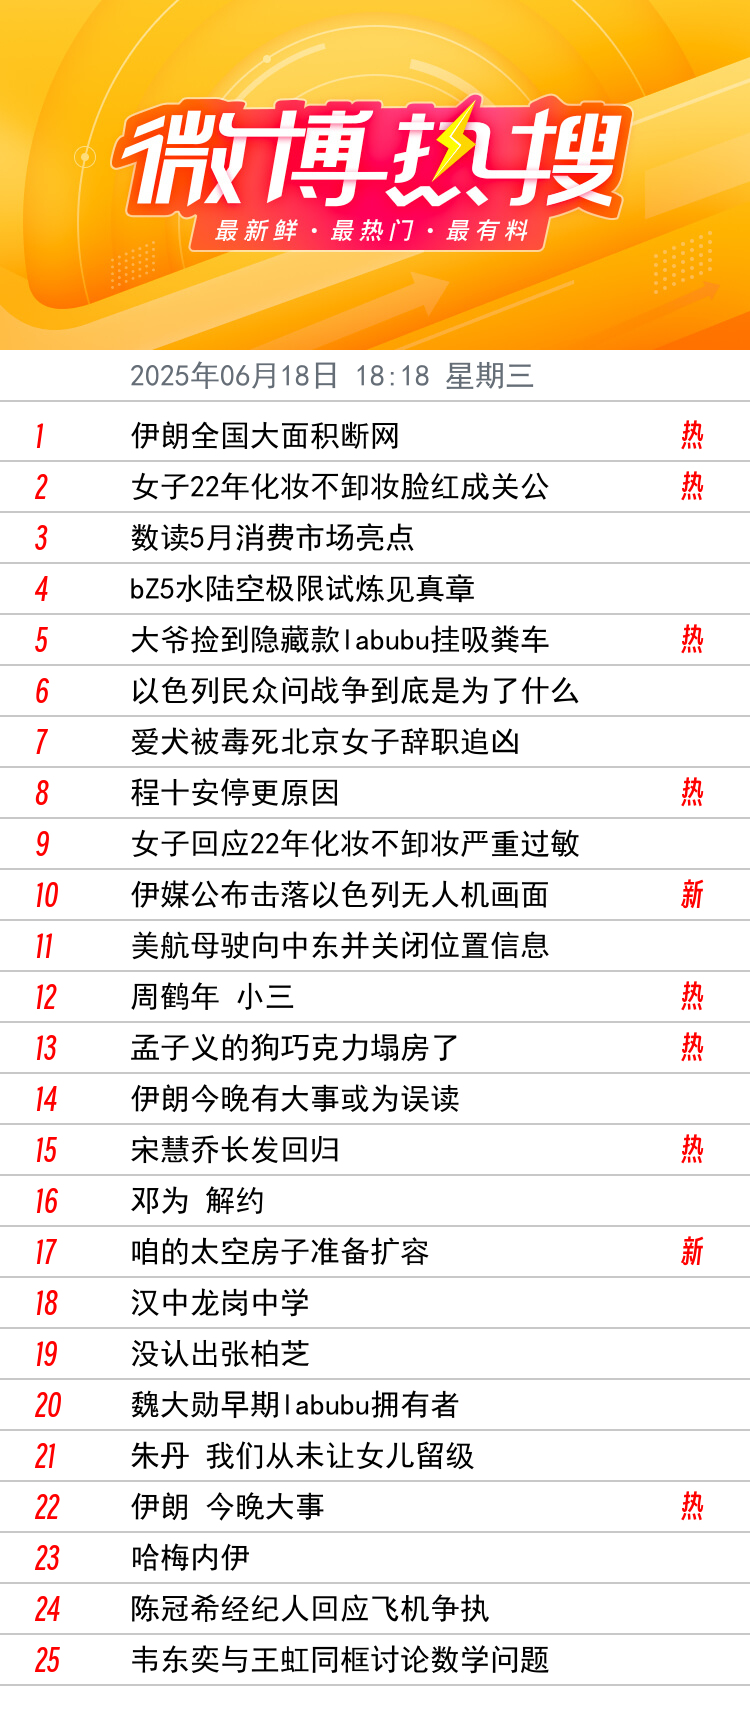 微博热搜
最新鲜·最热门·最有料
2025年06月18日 18:18 星期三
1 伊朗全国大面积断网 热
2 女子22年化妆不卸妆脸红成关公 热
3 数读5月消费市场亮点
4 bZ5水陆空极限试炼见真章
5 大爷捡到隐藏款labubu挂吸粪车 热
6 以色列民众问战争到底是为了什么
7 爱犬被毒死北京女子辞职追凶
8 程十安停更原因 热
9 女子回应22年化妆不卸妆严重过敏
10 伊媒公布击落以色列无人机画面 新
11 美航母驶向中东并关闭位置信息
12 周鹤年 小三 热
13 孟子义的狗巧克力塌房了 热
14 伊朗今晚有大事或为误读
15 宋慧乔长发回归 热
16 邓为 解约
17 咱的太空房子准备扩容 新
18 汉中龙岗中学
19 没认出张柏芝
20 魏大勋早期labubu拥有者
21 朱丹 我们从未让女儿留级
22 伊朗 今晚大事 热
23 哈梅内伊
24 陈冠希经纪人回应飞机争执
25 韦东奕与王虹同框讨论数学问题